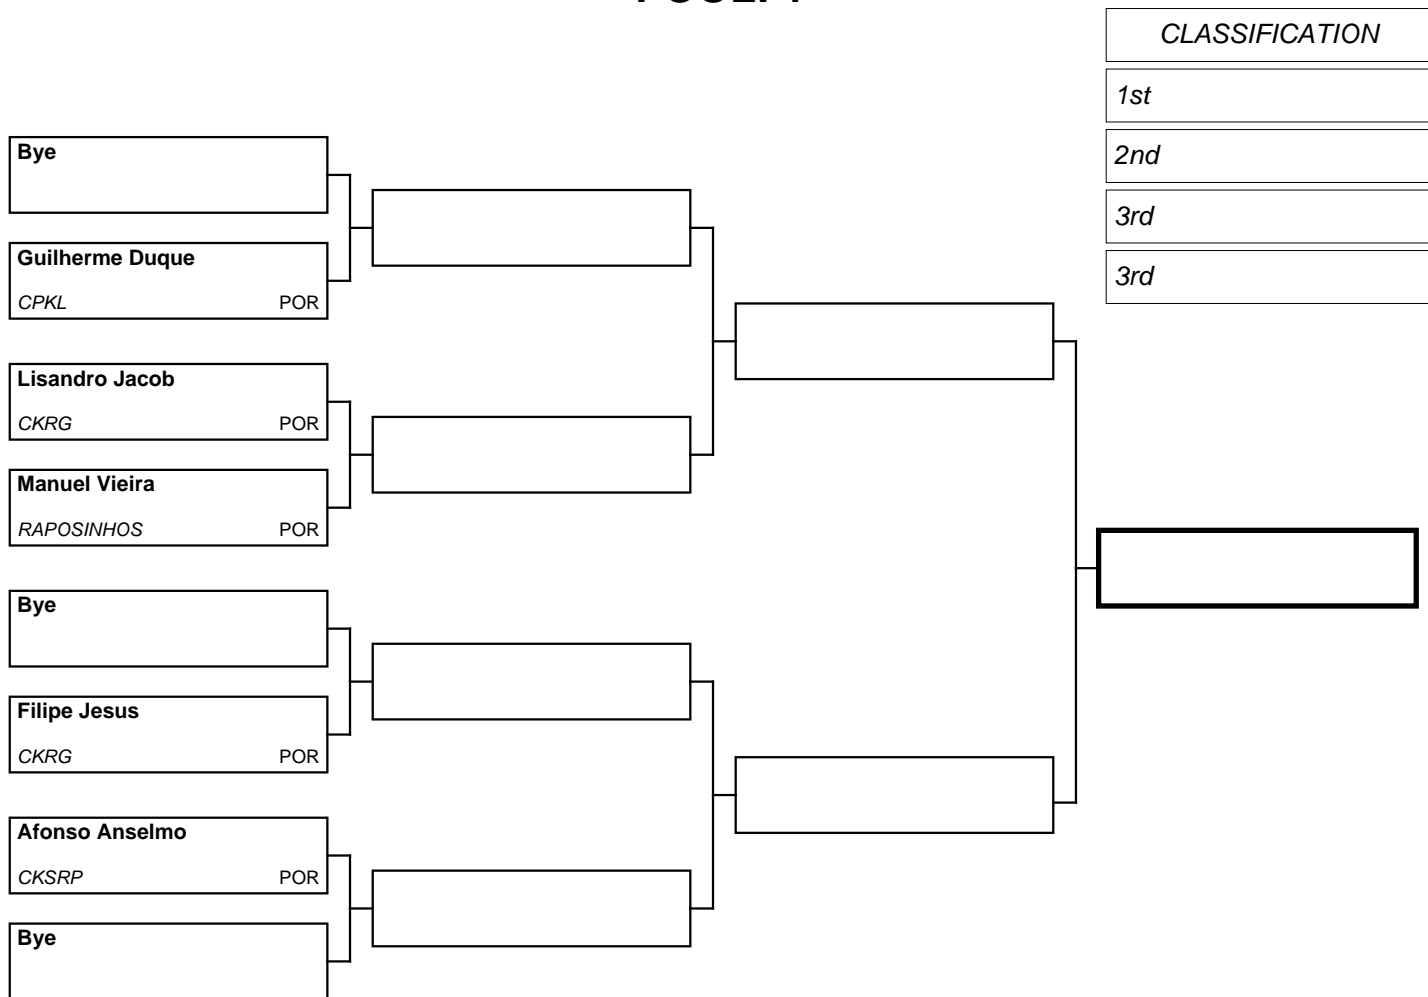 CLASSIFICATION
1st
2nd
3rd
3rd
Bye
Guilherme Duque
CPKL POR
Lisandro Jacob
CKRG POR
Manuel Vieira
RAPOSINHOS POR
Bye
Filipe Jesus
CKRG POR
Afonso Anselmo
CKSRP POR
Bye